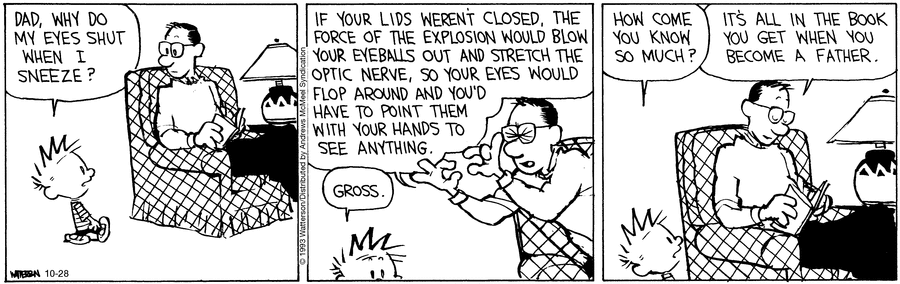 DAD, WHY DO
MY EYES SHUT
WHEN I
SNEEZE?
WATTERSON 10-28
© 1993 Watterson/Distributed by Andrews McMeel Syndication
IF YOUR LIDS WEREN'T CLOSED, THE
FORCE OF THE EXPLOSION WOULD BLOW
YOUR EYEBALLS OUT AND STRETCH THE
OPTIC NERVE, SO YOUR EYES WOULD
FLOP AROUND AND YOU'D
HAVE TO POINT THEM
WITH YOUR HANDS TO
SEE ANYTHING.
GROSS.
HOW COME
YOU KNOW
SO MUCH?
IT'S ALL IN THE BOOK
YOU GET WHEN YOU
BECOME A FATHER.